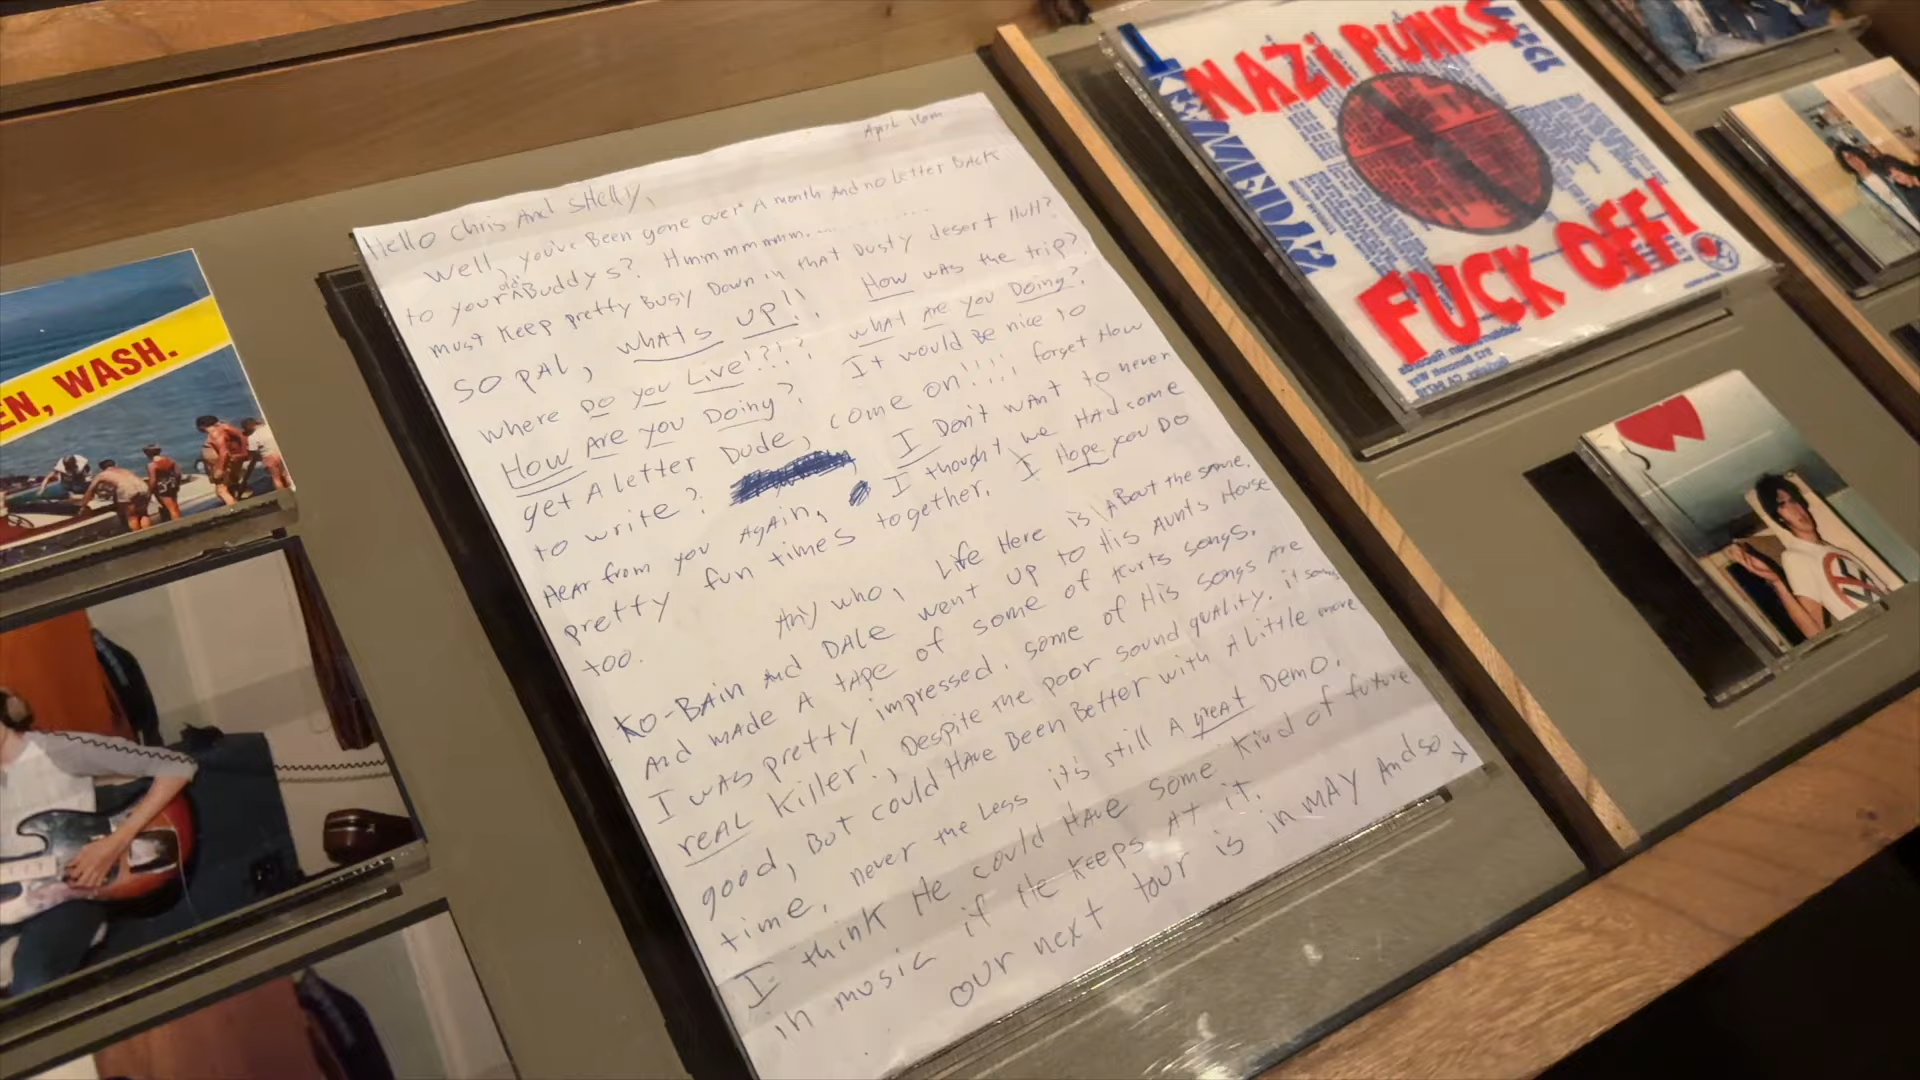 April 16th
Hello Chris And sHelly,
Well, you've Been gone over A month And no letter BACK
to your old Buddys? Hmmmmmmm..........
must Keep pretty Busy Down in that Dusty desert HuH?
SO PAL, whats UP!! How was the trip?
where Do you Live!?!? what Are you Doing?
How Are you Doing? It would Be nice to
get A letter Dude, come on!!!! forget How
to write? I Don't want to never
Hear from you AgAin, I thought we HAd some
pretty fun times together. I Hope you Do
too.
Any who, Life Here is ABout the same.
KO-BAin And DALe went up to His Aunts House
And mADe A tApe of some of Kurts songs.
I wAs pretty impressed. some of His songs Are
reAL Killer!, Despite the poor sound quALity. it
good, But could HAve Been Better with A Little more
time, never the Less it's still A greAt Demo.
I think He could HAve some Kind of future
in music if He Keeps At it.
our next tour is in mAY And so
EN, WASH.
NAZI PUNKS
FUCK OFF!
KENNEDY